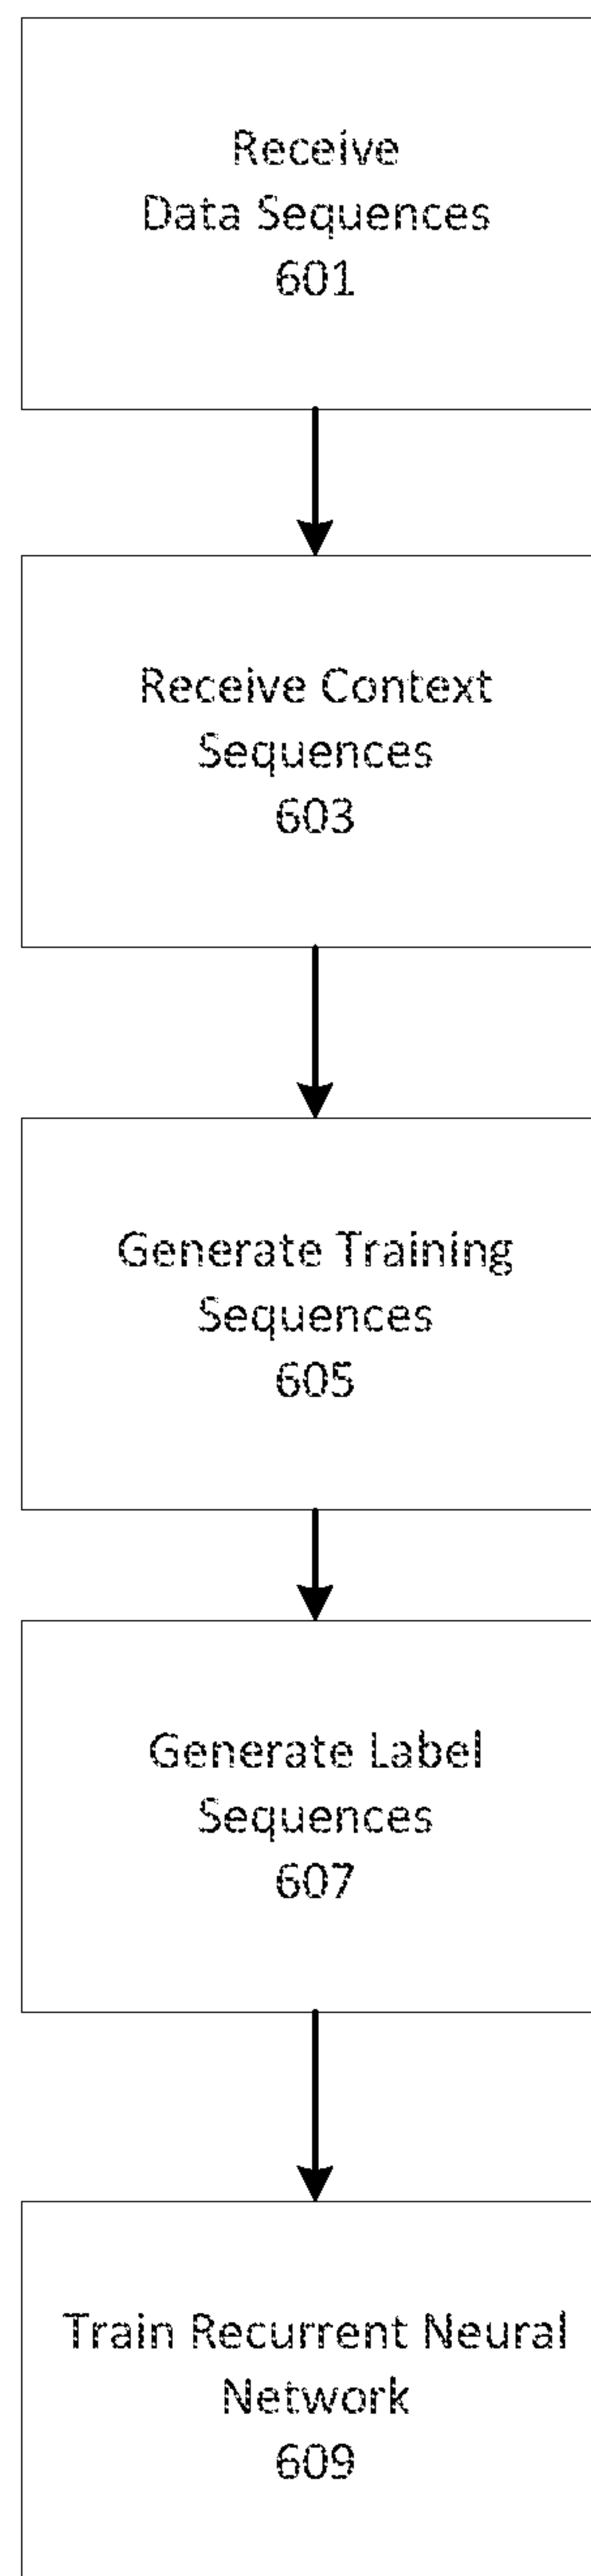 Receive
Data Sequences
601
Receive Context
Sequences
603
Generate Training
Sequences
605
Generate Label
Sequences
607
Train Recurrent Neural
Network
609